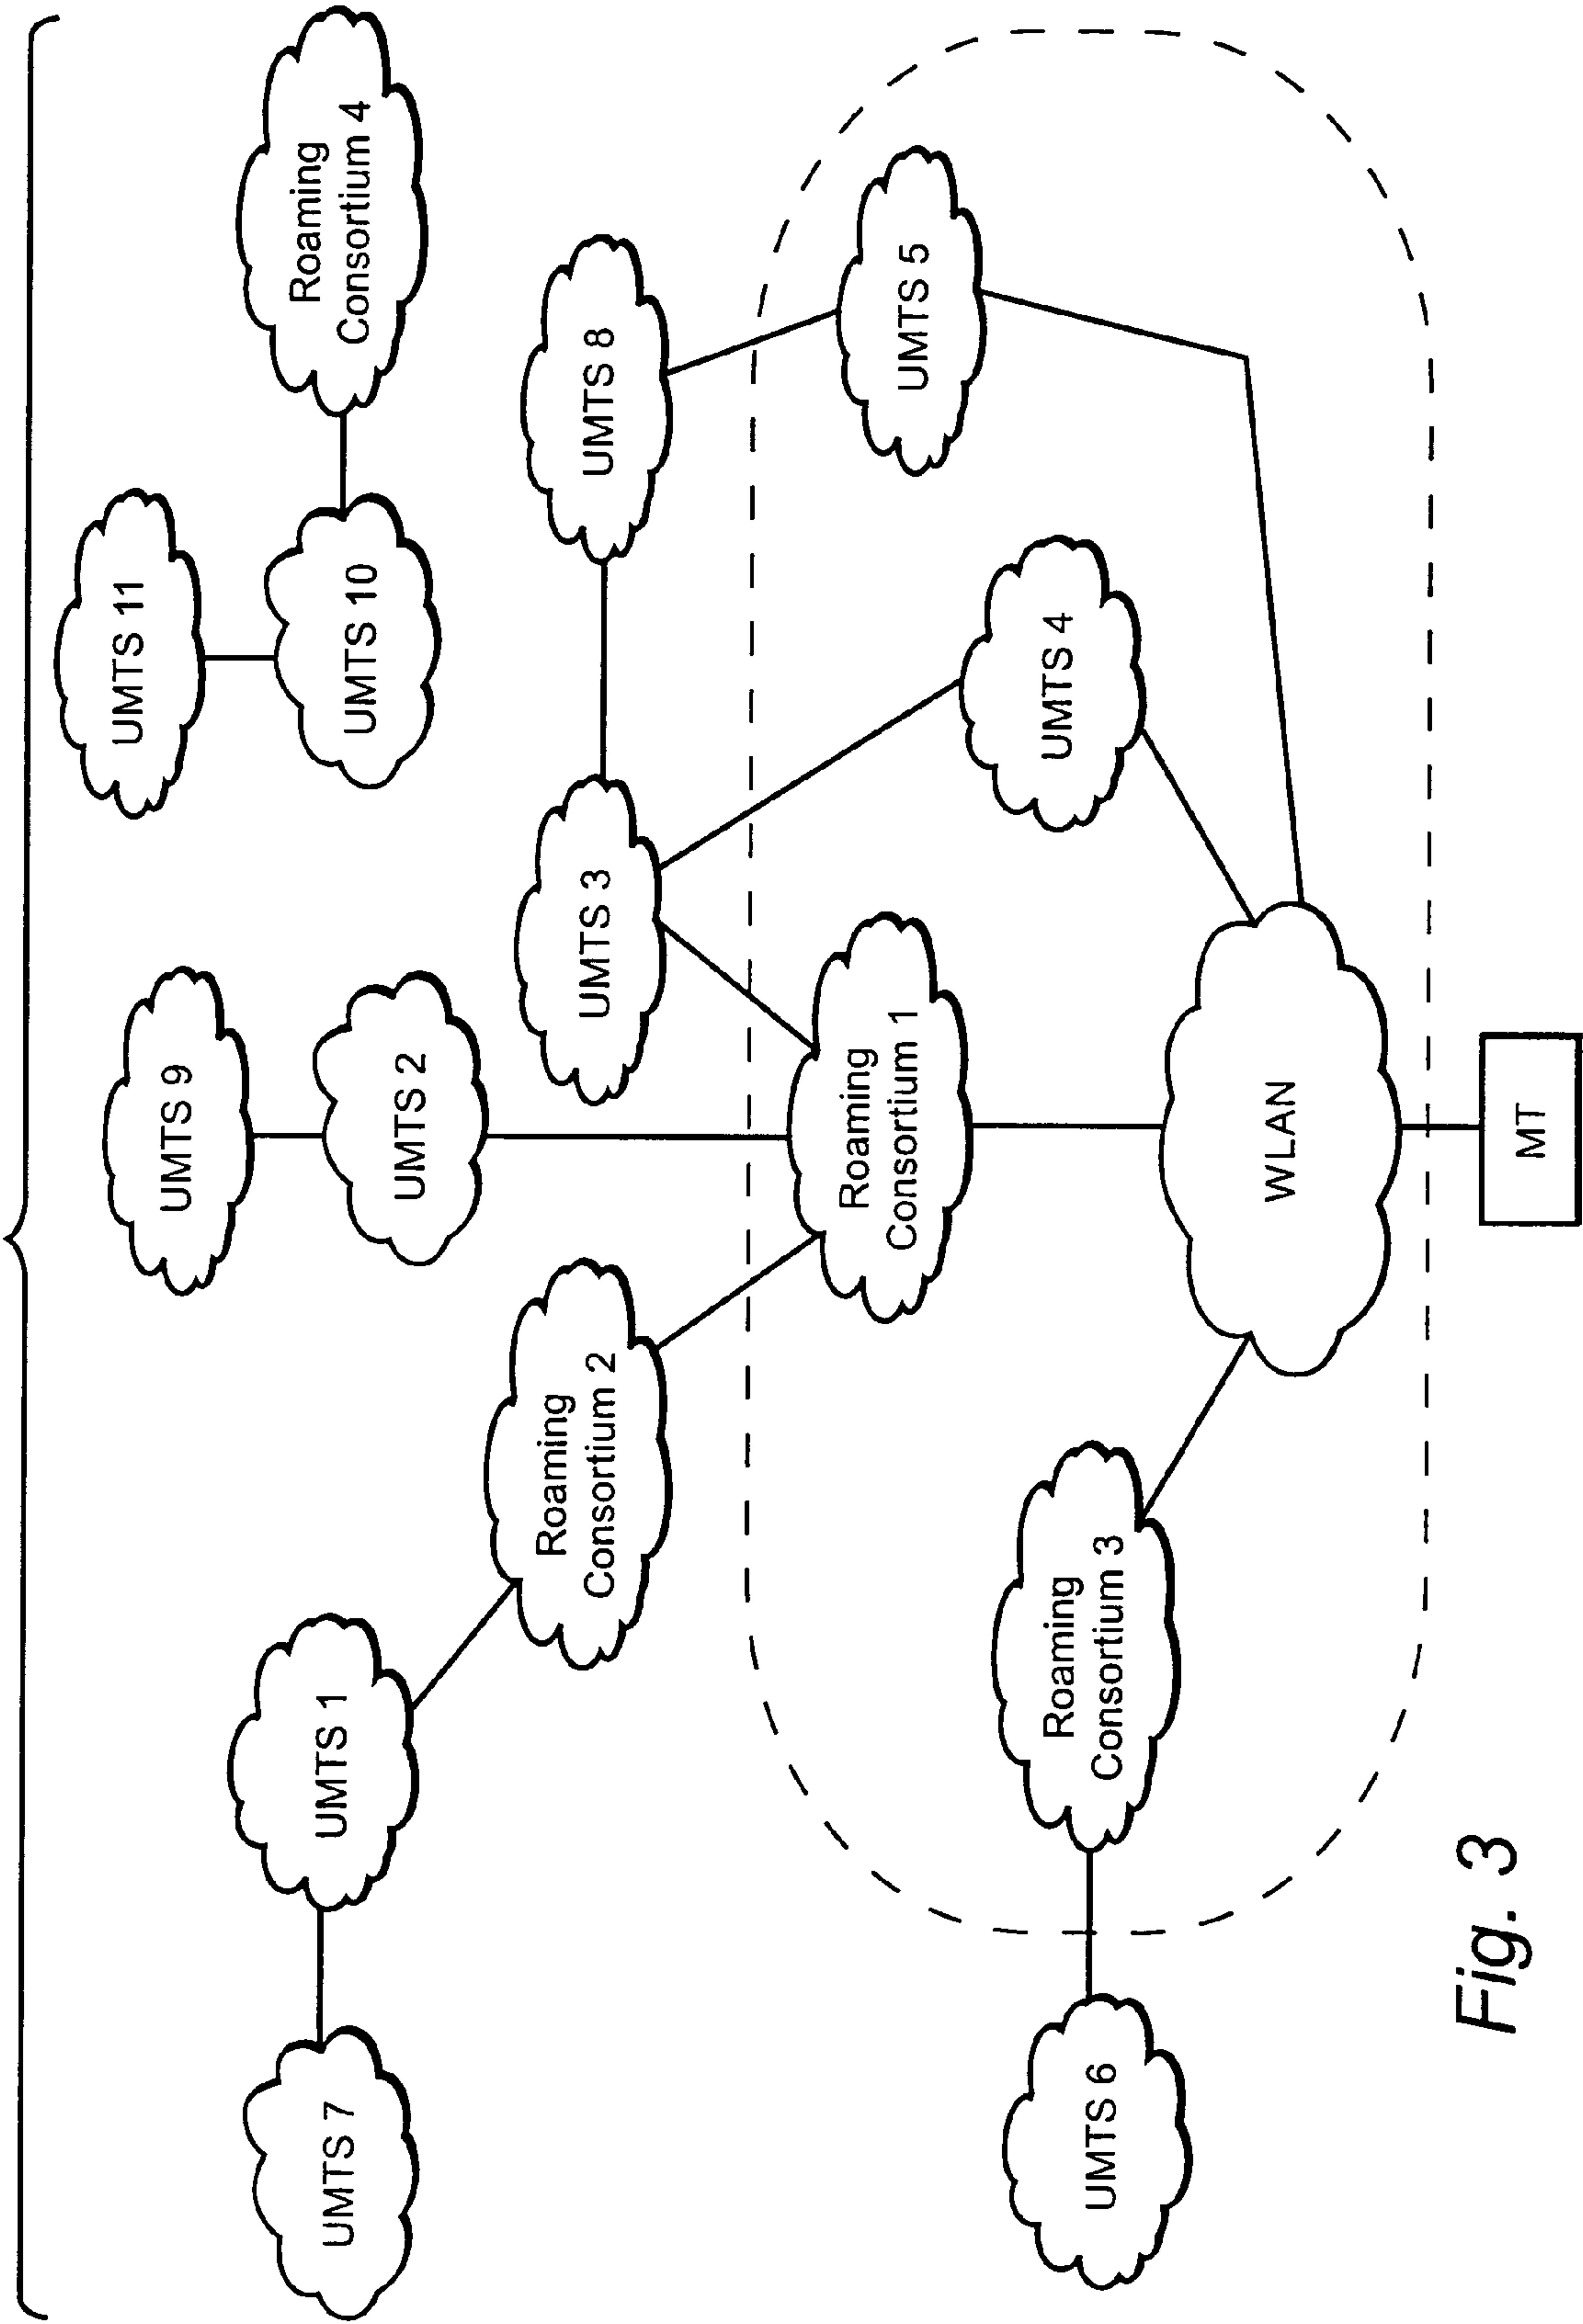 UMTS 7
UMTS 1
UMTS 9
UMTS 11
UMTS 2
UMTS 10
Roaming
Consortium 4
Roaming
Consortium 2
UMTS 3
UMTS 8
Roaming
Consortium 1
UMTS 5
UMTS 6
Roaming
Consortium 3
UMTS 4
WLAN
MT
Fig. 3